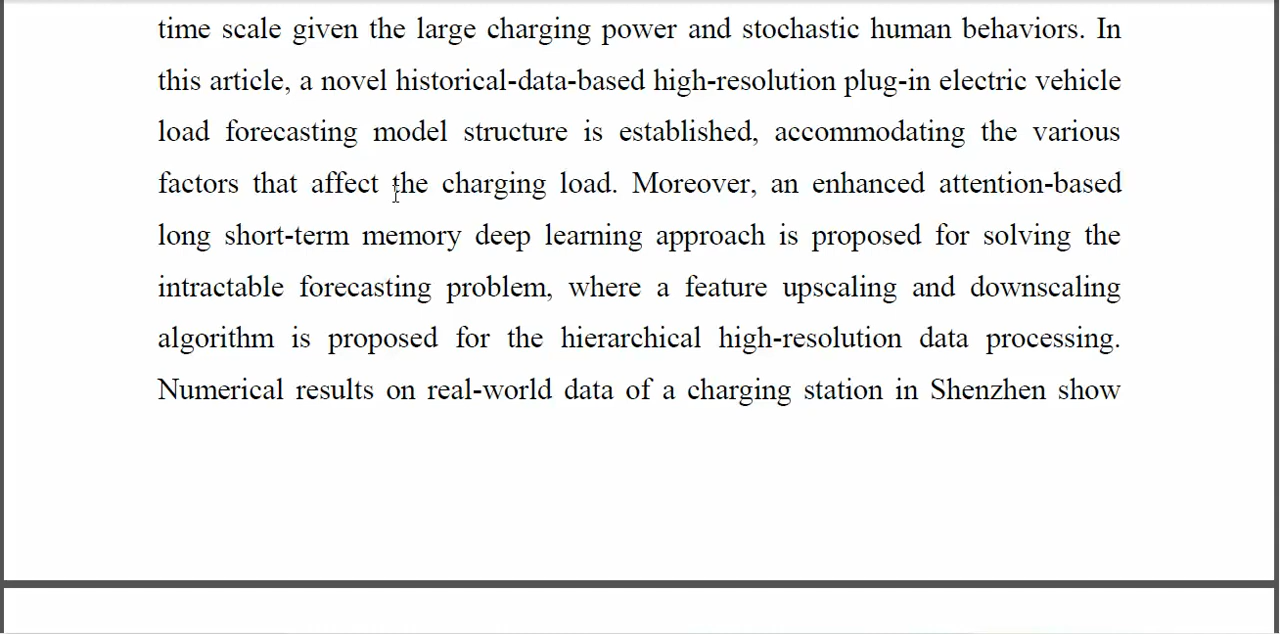 time scale given the large charging power and stochastic human behaviors. In
this article, a novel historical-data-based high-resolution plug-in electric vehicle
load forecasting model structure is established, accommodating the various
factors that affect the charging load. Moreover, an enhanced attention-based
long short-term memory deep learning approach is proposed for solving the
intractable forecasting problem, where a feature upscaling and downscaling
algorithm is proposed for the hierarchical high-resolution data processing.
Numerical results on real-world data of a charging station in Shenzhen show